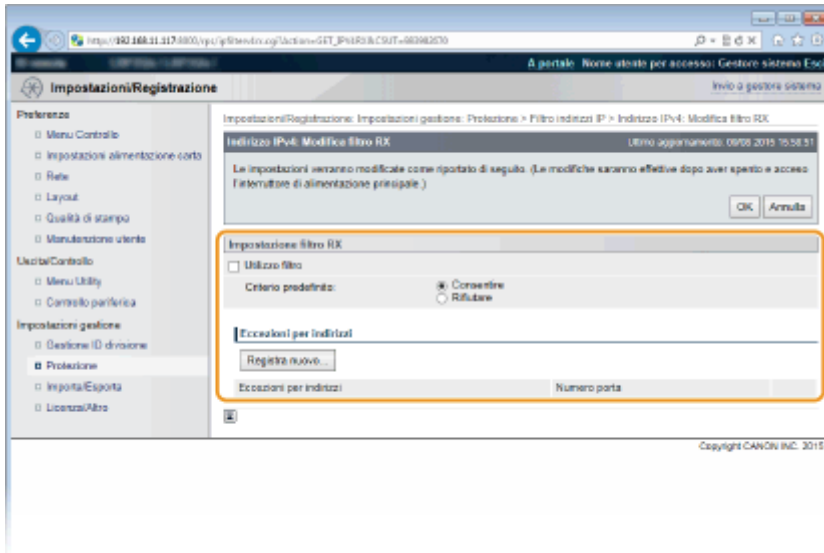 http://192.168.11.117:8000/rps/
A portale Nome utente per accesso: Gestore sistema Esci
Impostazioni/Registrazione
Invio a gestore sistema
Preferenze
Menu Controllo
Impostazioni alimentazione carta
Rete
Layout
Qualità di stampa
Manutenzione utente
Uscita/Controllo
Menu Utility
Controllo periferica
Impostazioni gestione
Gestione ID divisione
Protezione
Importa/Esporta
Licenza/Altro
Impostazioni/Registrazione: Impostazioni gestione: Protezione > Filtro indirizzi IP > Indirizzo IPv4: Modifica filtro RX
Indirizzo IPv4: Modifica filtro RX
Ultimo aggiornamento: 09/08 2015 15:58:51
Le impostazioni verranno modificate come riportato di seguito. (Le modifiche saranno effettive dopo aver spento e acceso
l'interruttore di alimentazione principale.)
OK Annulla
Impostazione filtro RX
Utilizzo filtro
Criterio predefinito: Consentire
Rifiutare
Eccezioni per indirizzi
Registra nuovo...
Eccezioni per indirizzi Numero porta
Copyright CANON INC. 2015